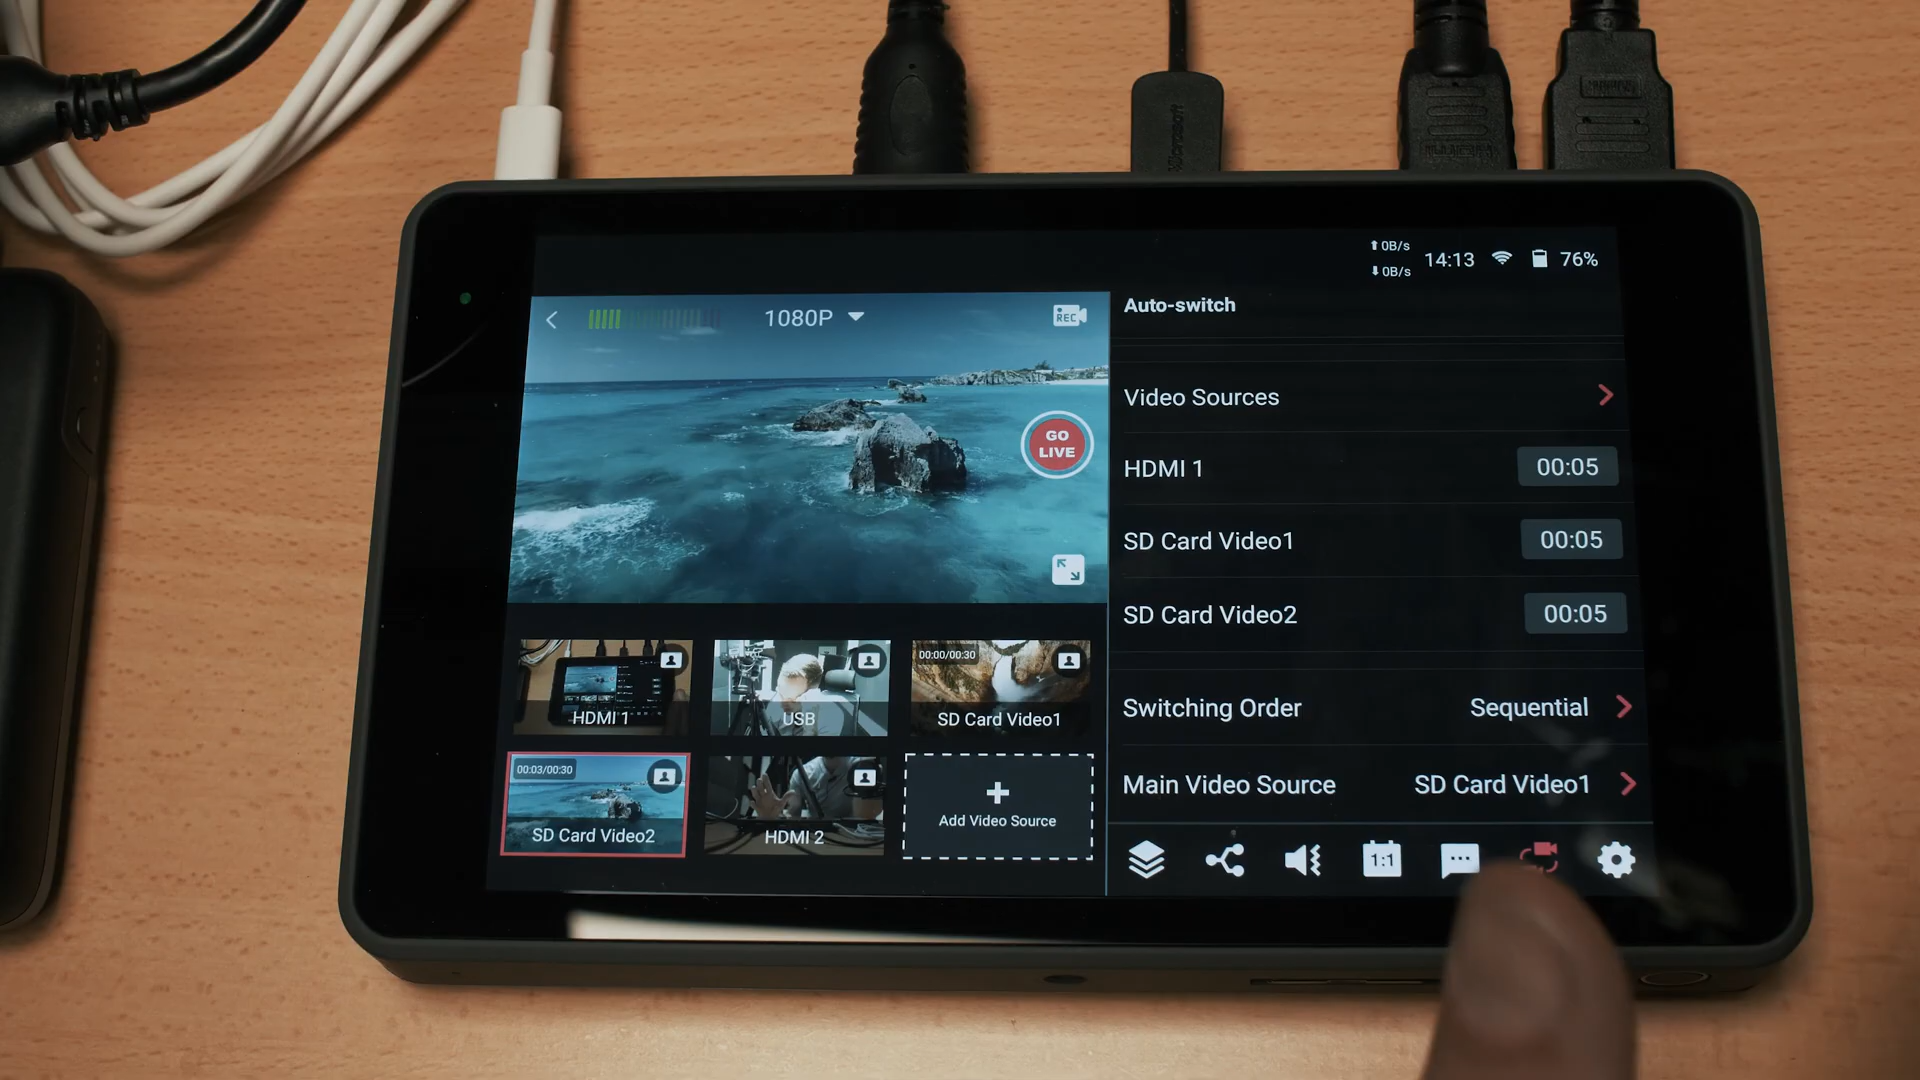 Microsoft
⬆0B/s
⬇0B/s
14:13
76%
1080P
REC
GO
LIVE
HDMI 1
USB
00:00/00:30
SD Card Video1
00:03/00:30
SD Card Video2
HDMI 2
Add Video Source
Auto-switch
Video Sources
HDMI 1 00:05
SD Card Video1 00:05
SD Card Video2 00:05
Switching Order Sequential
Main Video Source SD Card Video1
1:1